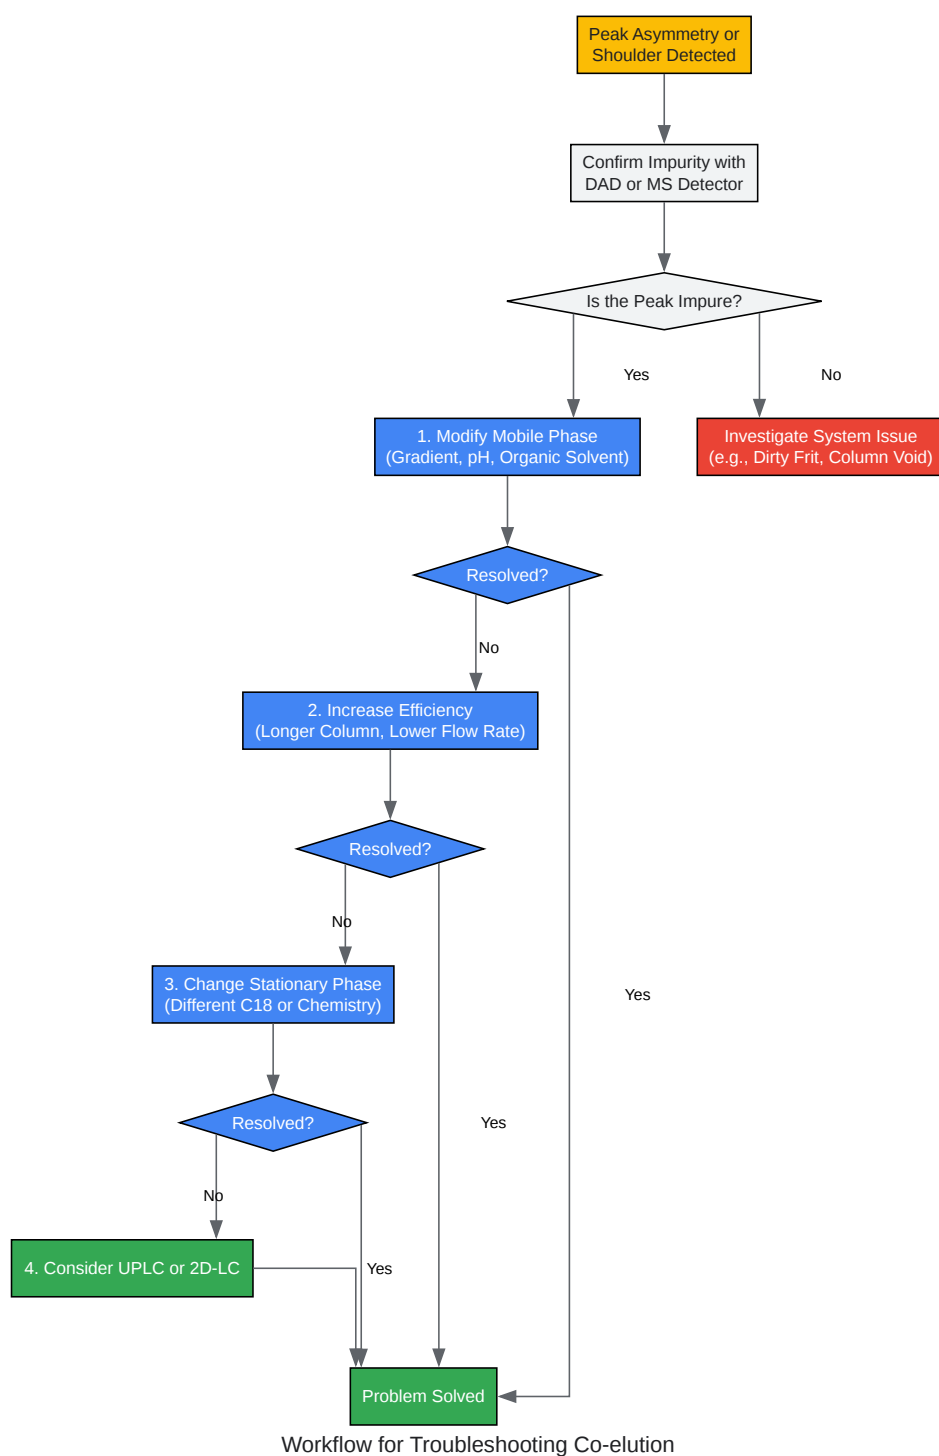 Peak Asymmetry or
Shoulder Detected
Confirm Impurity with
DAD or MS Detector
Is the Peak Impure?
Yes
No
1. Modify Mobile Phase
(Gradient, pH, Organic Solvent)
Investigate System Issue
(e.g., Dirty Frit, Column Void)
Resolved?
No
2. Increase Efficiency
(Longer Column, Lower Flow Rate)
Resolved?
No
3. Change Stationary Phase
(Different C18 or Chemistry)
Yes
Resolved?
Yes
No
4. Consider UPLC or 2D-LC
Yes
Problem Solved
Workflow for Troubleshooting Co-elution